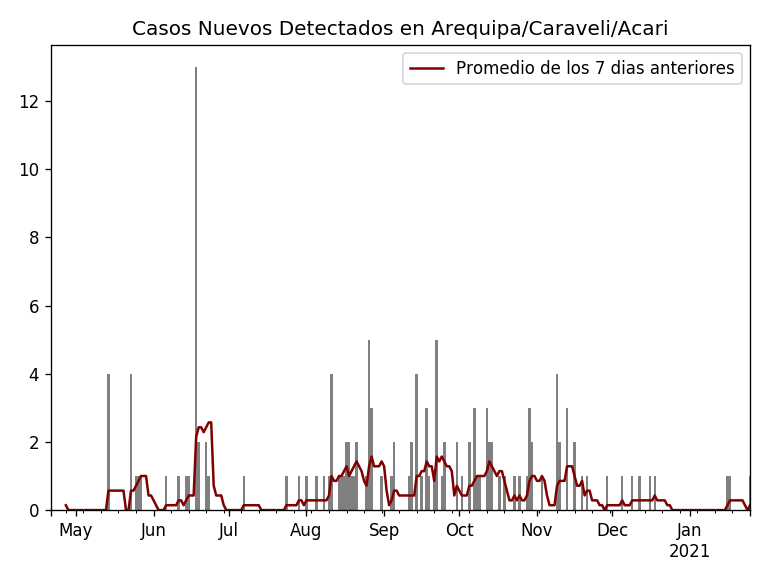 Casos Nuevos Detectados en Arequipa/Caraveli/Acari
Promedio de los 7 dias anteriores
12
10
8
6
4
2
0
May Jun Jul Aug Sep Oct Nov Dec Jan
2021